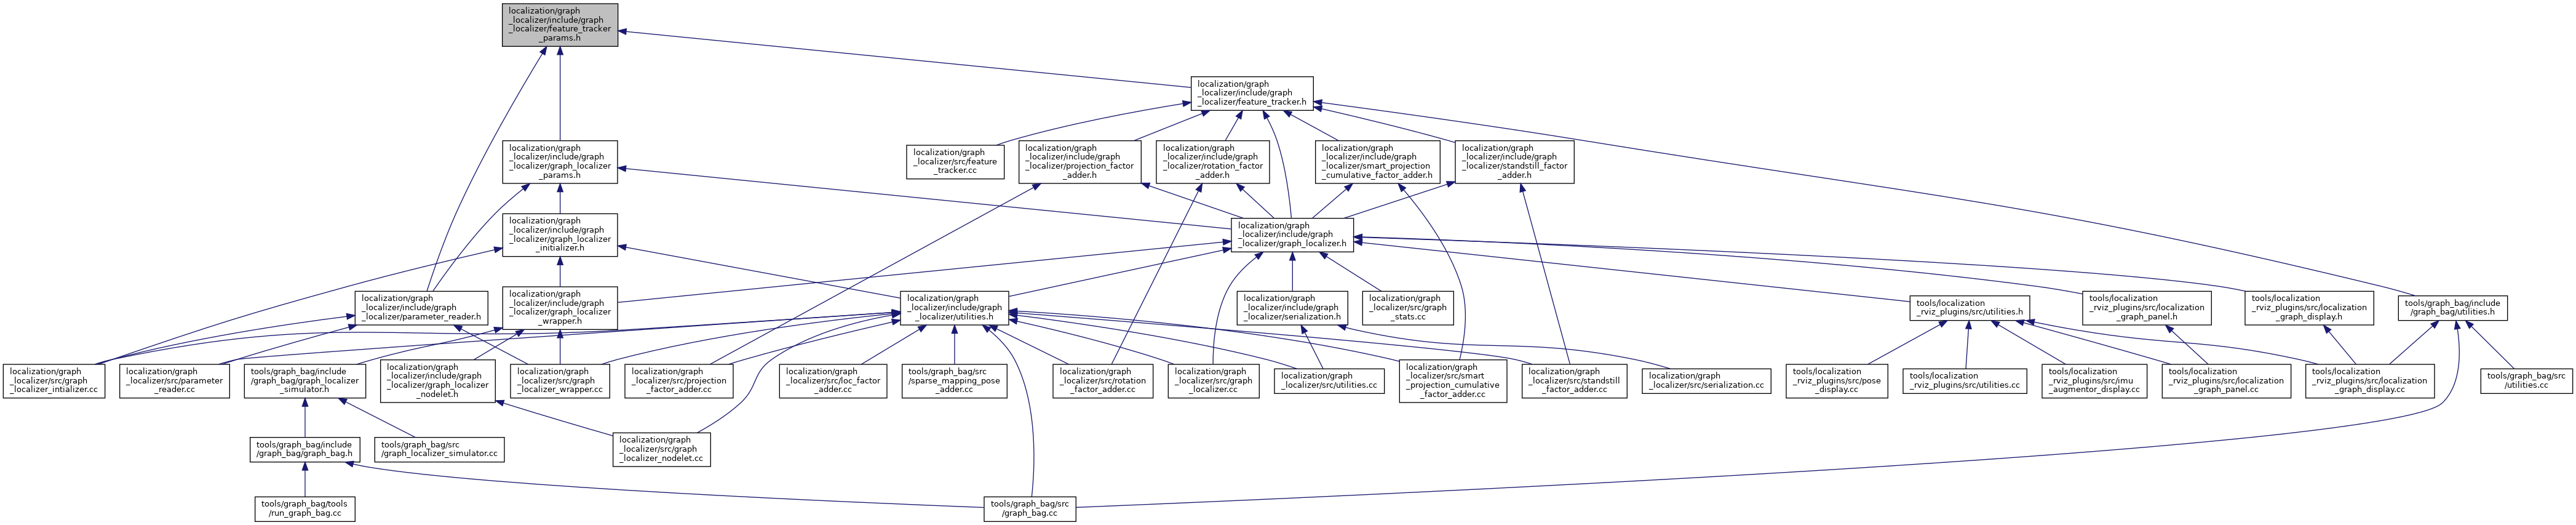 localization/graph
_localizer/include/graph
_localizer/feature_tracker
_params.h
localization/graph
_localizer/include/graph
_localizer/feature_tracker.h
localization/graph
_localizer/include/graph
_localizer/graph_localizer
_params.h
localization/graph
_localizer/src/feature
_tracker.cc
localization/graph
_localizer/include/graph
_localizer/projection_factor
_adder.h
localization/graph
_localizer/include/graph
_localizer/rotation_factor
_adder.h
localization/graph
_localizer/include/graph
_localizer/smart_projection
_cumulative_factor_adder.h
localization/graph
_localizer/include/graph
_localizer/standstill_factor
_adder.h
localization/graph
_localizer/include/graph
_localizer/graph_localizer
_initializer.h
localization/graph
_localizer/include/graph
_localizer/graph_localizer.h
localization/graph
_localizer/include/graph
_localizer/parameter_reader.h
localization/graph
_localizer/include/graph
_localizer/graph_localizer
_wrapper.h
localization/graph
_localizer/include/graph
_localizer/utilities.h
localization/graph
_localizer/include/graph
_localizer/serialization.h
localization/graph
_localizer/src/graph
_stats.cc
tools/localization
_rviz_plugins/src/utilities.h
tools/localization
_rviz_plugins/src/localization
_graph_panel.h
tools/localization
_rviz_plugins/src/localization
_graph_display.h
tools/graph_bag/include
/graph_bag/utilities.h
localization/graph
_localizer/src/graph
_localizer_intializer.cc
localization/graph
_localizer/src/parameter
_reader.cc
tools/graph_bag/include
/graph_bag/graph_localizer
_simulator.h
localization/graph
_localizer/include/graph
_localizer/graph_localizer
_nodelet.h
localization/graph
_localizer/src/graph
_localizer_wrapper.cc
localization/graph
_localizer/src/projection
_factor_adder.cc
localization/graph
_localizer/src/loc_factor
_adder.cc
tools/graph_bag/src
/sparse_mapping_pose
_adder.cc
localization/graph
_localizer/src/rotation
_factor_adder.cc
localization/graph
_localizer/src/graph
_localizer.cc
localization/graph
_localizer/src/utilities.cc
localization/graph
_localizer/src/smart
_projection_cumulative
_factor_adder.cc
localization/graph
_localizer/src/standstill
_factor_adder.cc
localization/graph
_localizer/src/serialization.cc
tools/localization
_rviz_plugins/src/pose
_display.cc
tools/localization
_rviz_plugins/src/utilities.cc
tools/localization
_rviz_plugins/src/imu
_augmentor_display.cc
tools/localization
_rviz_plugins/src/localization
_graph_panel.cc
tools/localization
_rviz_plugins/src/localization
_graph_display.cc
tools/graph_bag/src
/utilities.cc
tools/graph_bag/include
/graph_bag/graph_bag.h
tools/graph_bag/src
/graph_localizer_simulator.cc
localization/graph
_localizer/src/graph
_localizer_nodelet.cc
tools/graph_bag/tools
/run_graph_bag.cc
tools/graph_bag/src
/graph_bag.cc